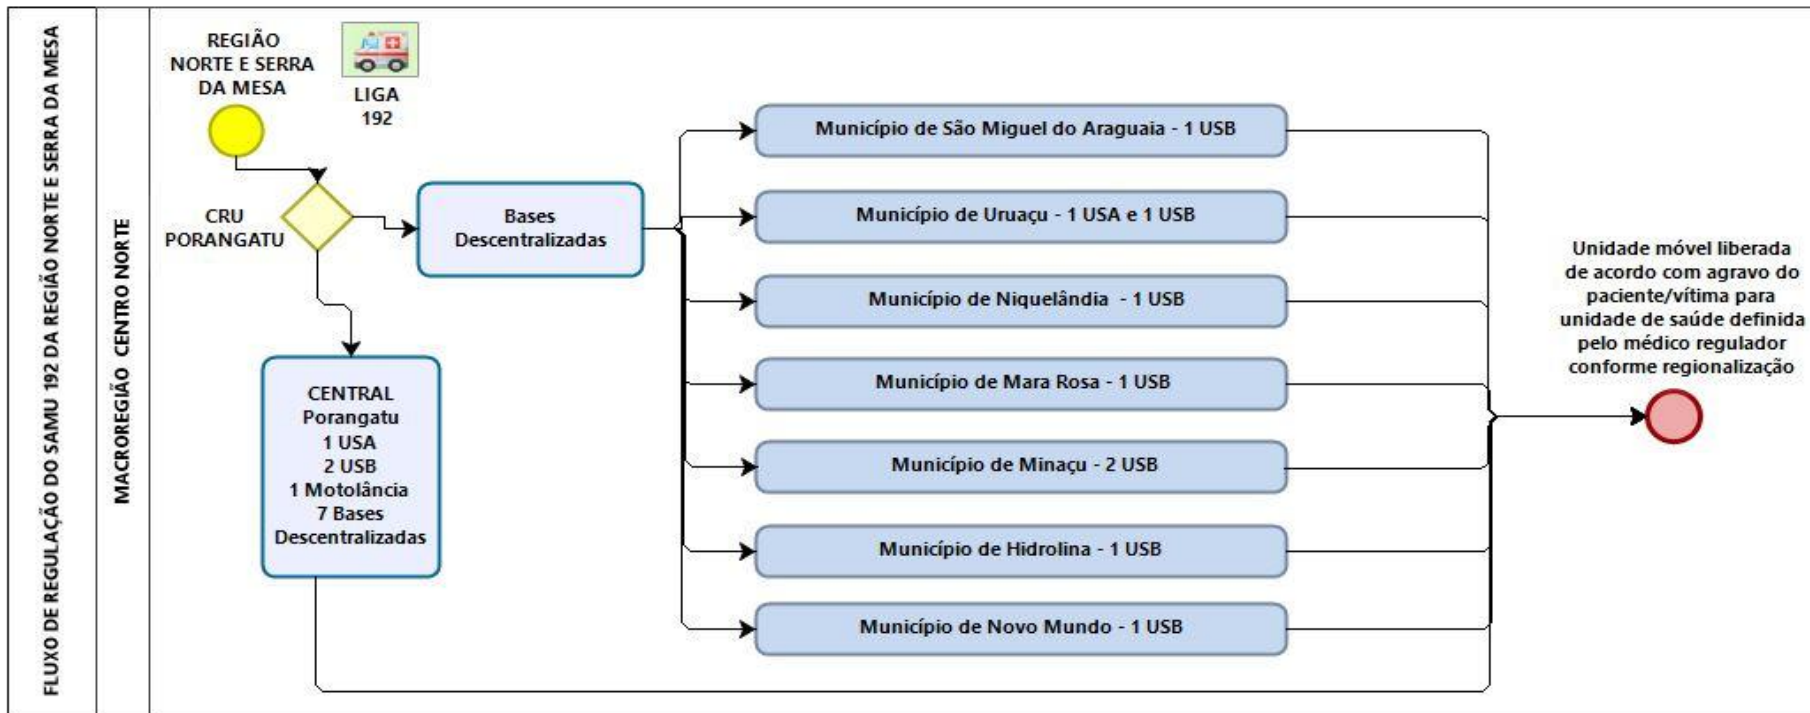 FLUXO DE REGULAÇÃO DO SAMU 192 DA REGIÃO NORTE E SERRA DA MESA
MACROREGIÃO CENTRO NORTE
REGIÃO
NORTE E SERRA
DA MESA
LIGA
192
CRU
PORANGATU
Bases
Descentralizadas
CENTRAL
Porangatu
1 USA
2 USB
1 Motolância
7 Bases
Descentralizadas
Município de São Miguel do Araguaia - 1 USB
Município de Uruaçu - 1 USA e 1 USB
Município de Niquelândia - 1 USB
Município de Mara Rosa - 1 USB
Município de Minaçu - 2 USB
Município de Hidrolina - 1 USB
Município de Novo Mundo - 1 USB
Unidade móvel liberada
de acordo com agravo do
paciente/vítima para
unidade de saúde definida
pelo médico regulador
conforme regionalização